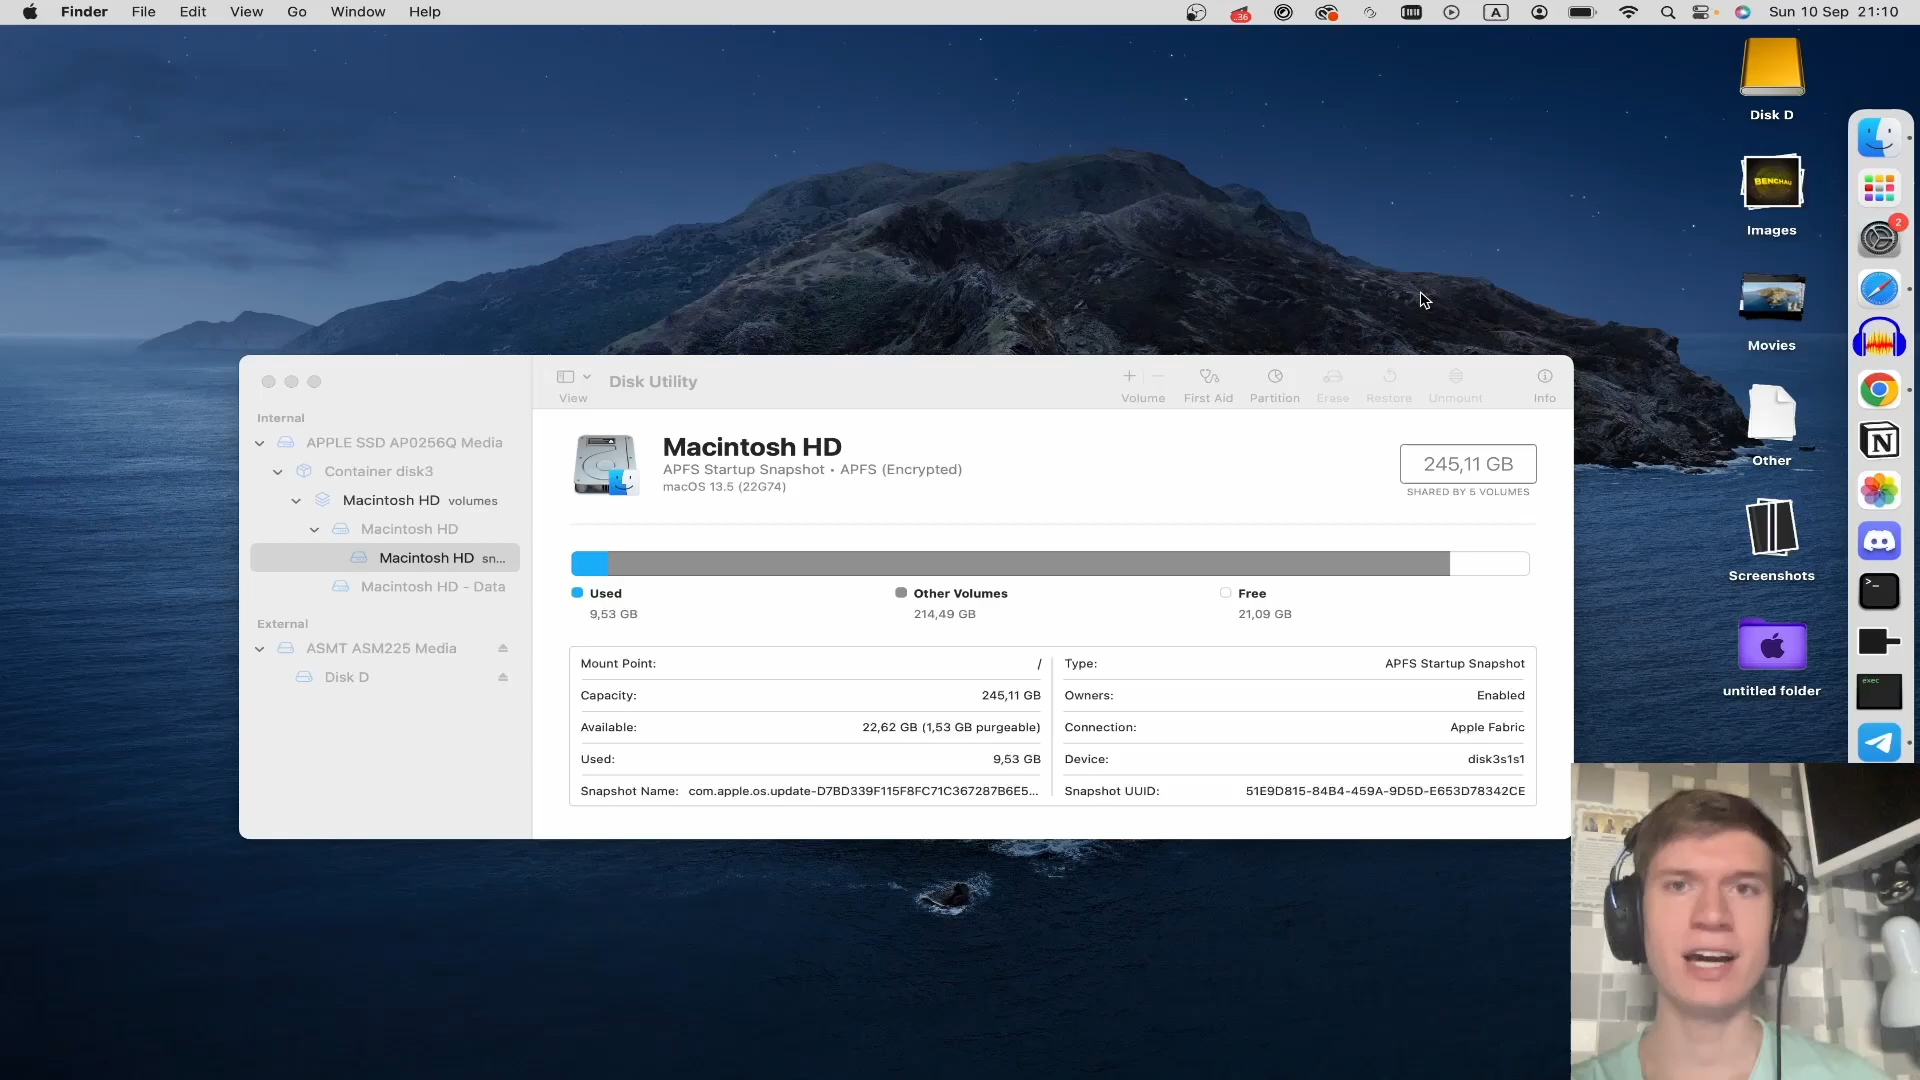 Finder File Edit View Go Window Help
..36
A
Sun 10 Sep 21:10
Disk D
BENCHAU
Images
2
Movies
Other
Screenshots
untitled folder
exec
Internal
APPLE SSD AP0256Q Media
Container disk3
Macintosh HD volumes
Macintosh HD
Macintosh HD sn...
Macintosh HD - Data
External
ASMT ASM225 Media
Disk D
View
Disk Utility
Volume First Aid Partition Erase Restore Unmount Info
Macintosh HD
APFS Startup Snapshot • APFS (Encrypted)
macOS 13.5 (22G74)
245,11 GB
SHARED BY 5 VOLUMES
Used
9,53 GB
Other Volumes
214,49 GB
Free
21,09 GB
Mount Point: /
Capacity: 245,11 GB
Available: 22,62 GB (1,53 GB purgeable)
Used: 9,53 GB
Snapshot Name: com.apple.os.update-D7BD339F115F8FC71C367287B6E5...
Type: APFS Startup Snapshot
Owners: Enabled
Connection: Apple Fabric
Device: disk3s1s1
Snapshot UUID: 51E9D815-84B4-459A-9D5D-E653D78342CE